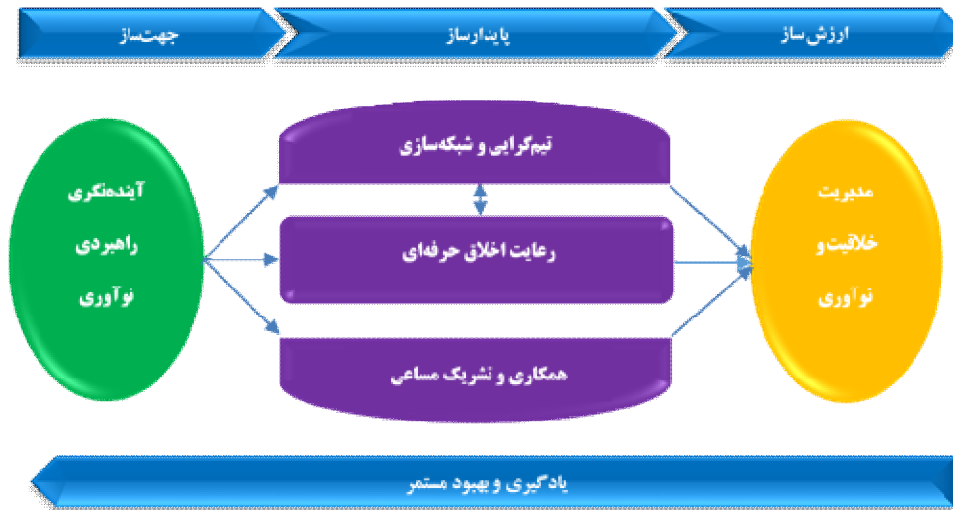 جهت‌ساز
پایدارساز
ارزش‌ساز
آینده‌نگری
راهبردی
نوآوری
تیم‌گرایی و شبکه‌سازی
رعایت اخلاق حرفه‌ای
همکاری و تشریک مساعی
مدیریت
خلاقیت و
نوآوری
یادگیری و بهبود مستمر